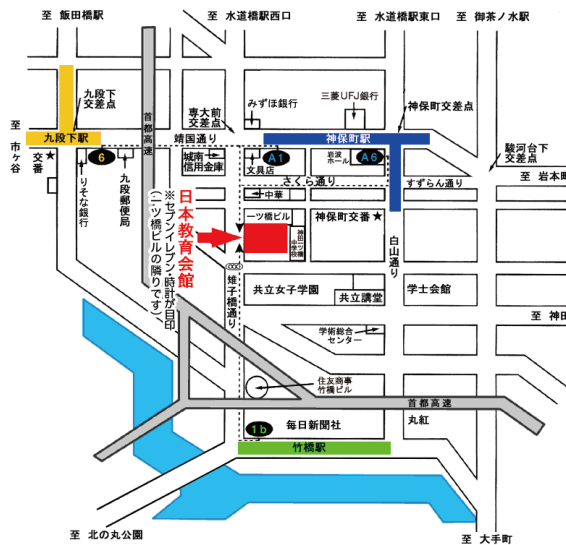 至 飯田橋駅
至 水道橋駅西口
至 水道橋駅東口
至 御茶ノ水駅
九段下
交差点
首都高速
専大前
交差点
みずほ銀行
三菱UFJ銀行
神保町交差点
至 市ヶ谷
九段下駅
靖国通り
神保町駅
駿河台下
交差点
交番★
6
城南
信用金庫
A1
文具店
岩波
ホール
A6
りそな銀行
九段郵便局
さくら通り
すずらん通り
至 岩本町
中華
日本教育会館
※セブンイレブン・時計が目印
(一ツ橋ビルの隣りです)
一ツ橋ビル
神保町交番★
神田一ツ橋
中学校
白山通り
雉子橋通り
共立女子学園
共立講堂
学士会館
至 神田
学術総合
センター
住友商事
竹橋ビル
首都高速
1b
毎日新聞社
丸紅
竹橋駅
至 北の丸公園
至 大手町